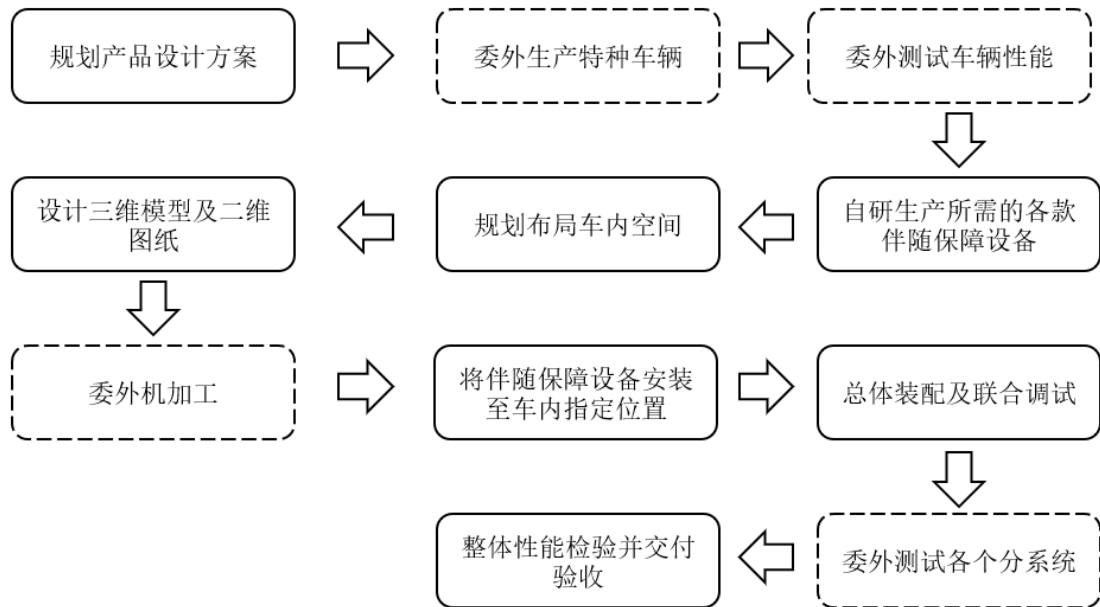 规划产品设计方案
委外生产特种车辆
委外测试车辆性能
自研生产所需的各款
伴随保障设备
规划布局车内空间
设计三维模型及二维
图纸
委外机加工
将伴随保障设备安装
至车内指定位置
总体装配及联合调试
委外测试各个分系统
整体性能检验并交付
验收